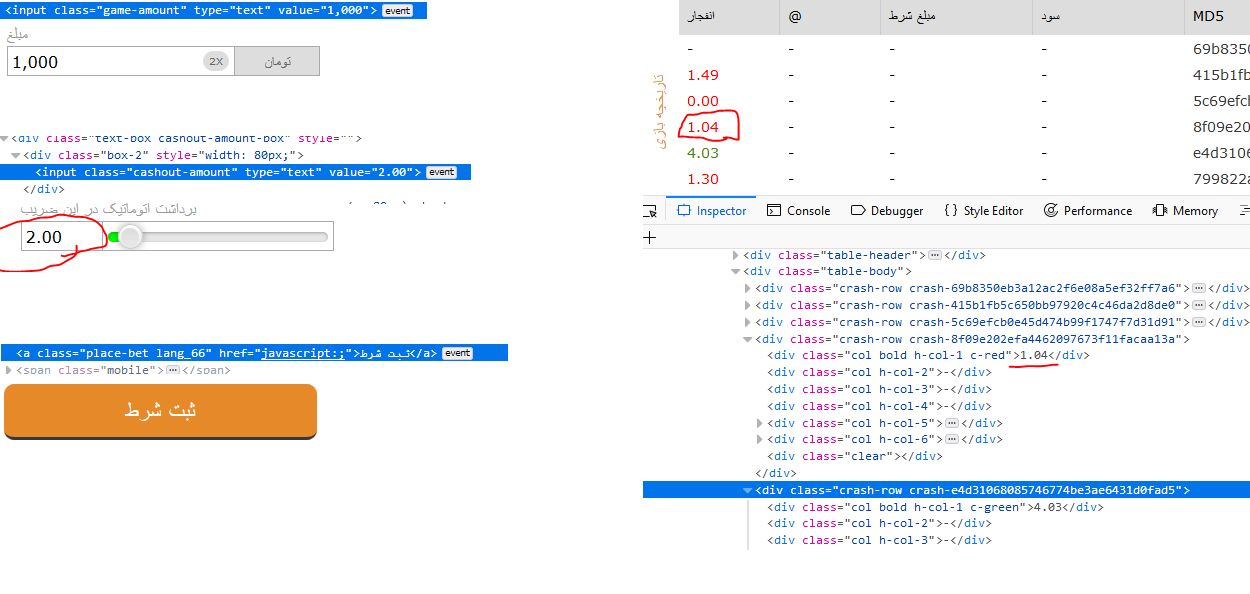 <input class="game-amount" type="text" value="1,000"> event
مبلغ
1,000 2X تومان
<div class="text-box cashout-amount-box" style="">
<div class="box-2" style="width: 80px;">
<input class="cashout-amount" type="text" value="2.00"> event
</div>
برداشت اتوماتیک در این ضریب
2.00
<a class="place-bet lang_66" href="javascript:;">ثبت شرط</a> event
<span class="mobile"> ⋯ </span>
ثبت شرط
انفجار @ مبلغ شرط سود MD5
تاریخچه بازی
- - - - 69b8350
1.49 - - - 415b1fb
0.00 - - - 5c69efcb
1.04 - - - 8f09e20
4.03 - - - e4d3106
1.30 - - - 799822a
Inspector Console Debugger {} Style Editor Performance Memory
+
<div class="table-header"> ⋯ </div>
<div class="table-body">
<div class="crash-row crash-69b8350eb3a12ac2f6e08a5ef32ff7a6"> ⋯ </div>
<div class="crash-row crash-415b1fb5c650bb97920c4c46da2d8de0"> ⋯ </div>
<div class="crash-row crash-5c69efcb0e45d474b99f1747f7d31d91"> ⋯ </div>
<div class="crash-row crash-8f09e202efa4462097673f11facaa13a">
<div class="col bold h-col-1 c-red">1.04</div>
<div class="col h-col-2">-</div>
<div class="col h-col-3">-</div>
<div class="col h-col-4">-</div>
<div class="col h-col-5"> ⋯ </div>
<div class="col h-col-6"> ⋯ </div>
<div class="clear"></div>
</div>
<div class="crash-row crash-e4d31068085746774be3ae6431d0fad5">
<div class="col bold h-col-1 c-green">4.03</div>
<div class="col h-col-2">-</div>
<div class="col h-col-3">-</div>